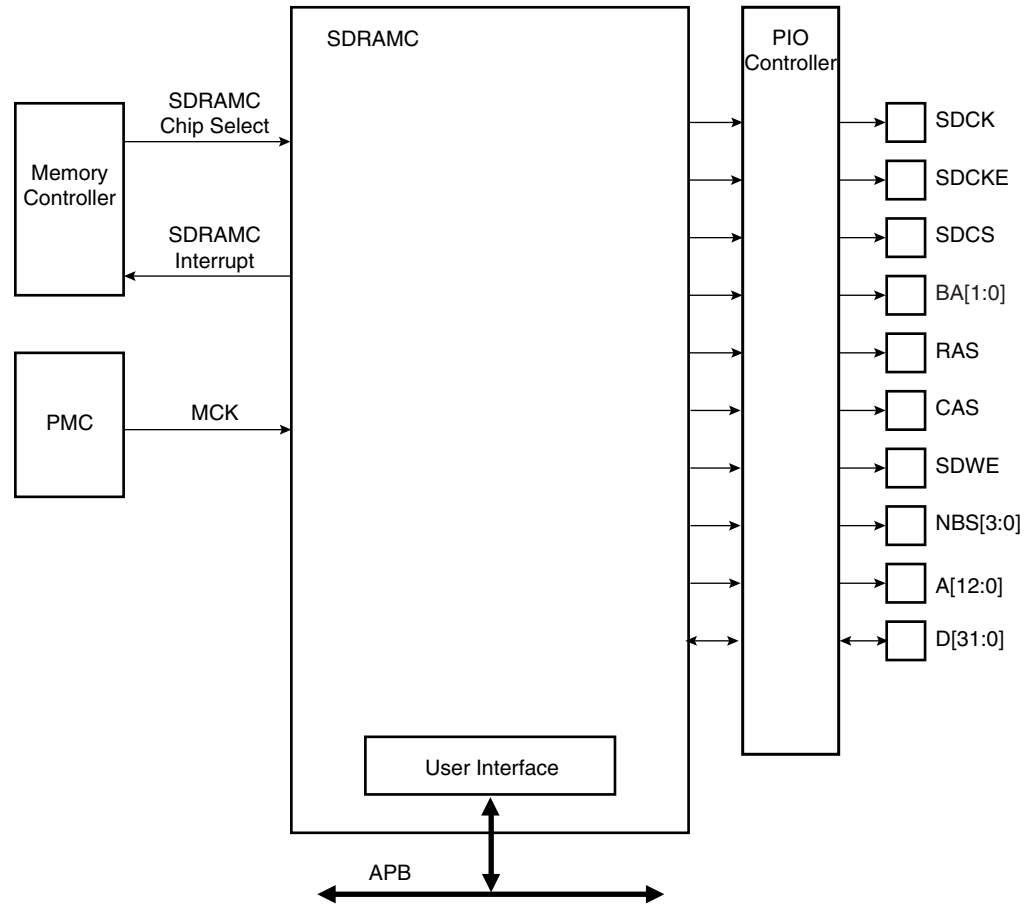 SDRAMC
PIO
Controller
SDRAMC
Chip Select
Memory
Controller
SDRAMC
Interrupt
PMC
MCK
SDCK
SDCKE
SDCS
BA[1:0]
RAS
CAS
SDWE
NBS[3:0]
A[12:0]
D[31:0]
User Interface
APB